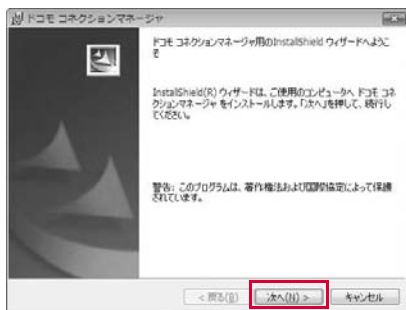 ドコモ コネクションマネージャ
ドコモ コネクションマネージャ用のInstallShield ウィザードへようこ
そ
InstallShield(R) ウィザードは、ご使用のコンピュータへ ドコモ コネ
クションマネージャ をインストールします。「次へ」を押して、続行し
てください。
警告: このプログラムは、著作権法および国際協定によって保護
されています。
< 戻る(B)
次へ(N) >
キャンセル